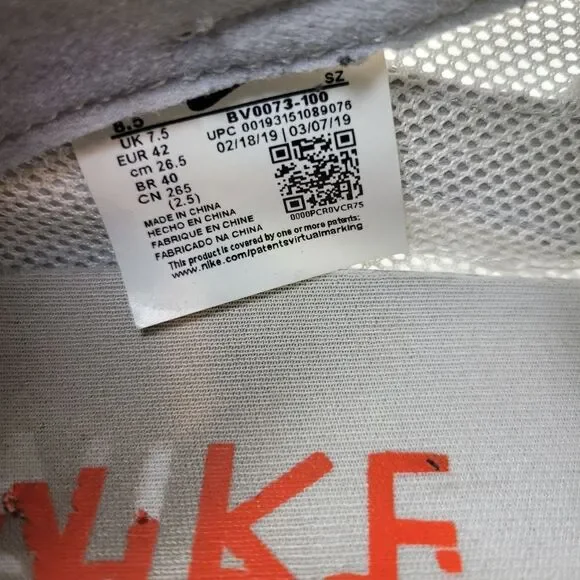 8.5 SZ
UK 7.5 BV0073-100
EUR 42 UPC 00193151089076
cm 26.5 02/18/19 | 03/07/19
BR 40
CN 265
(2.5)
0000PCR0VCR75
MADE IN CHINA
HECHO EN CHINA
FABRIQUE EN CHINE
FABRICADO NA CHINA
This product is covered by one or more patents:
www.nike.com/patentsvirtualmarking
NIKE